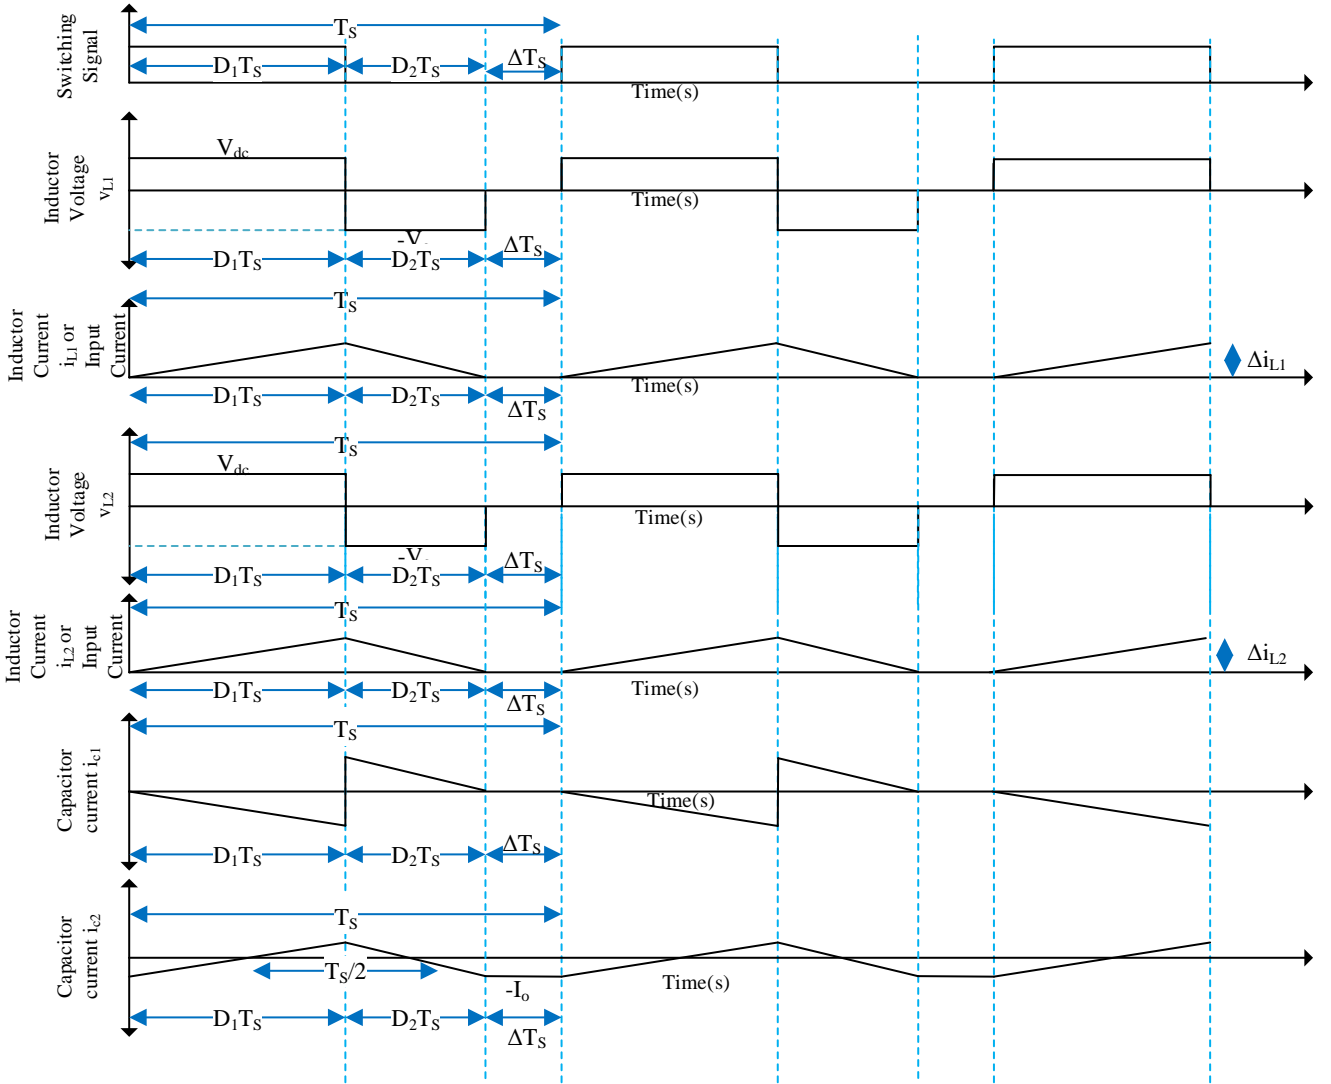 Switching
Signal
T_S
D_1T_S
D_2T_S
ΔT_S
Time(s)
Inductor
Voltage
v_L1
V_dc
Time(s)
-V
D_1T_S
D_2T_S
ΔT_S
Inductor
Current
i_L1 or
Input
Current
T_S
Time(s)
Δi_L1
D_1T_S
D_2T_S
ΔT_S
Inductor
Voltage
v_L2
T_S
V_dc
Time(s)
-V
D_1T_S
D_2T_S
ΔT_S
Inductor
Current
i_L2 or
Input
Current
T_S
Δi_L2
Time(s)
D_1T_S
D_2T_S
ΔT_S
Capacitor
current i_c1
T_S
Time(s)
D_1T_S
D_2T_S
ΔT_S
Capacitor
current i_c2
T_S
T_S/2
Time(s)
-I_o
D_1T_S
D_2T_S
ΔT_S